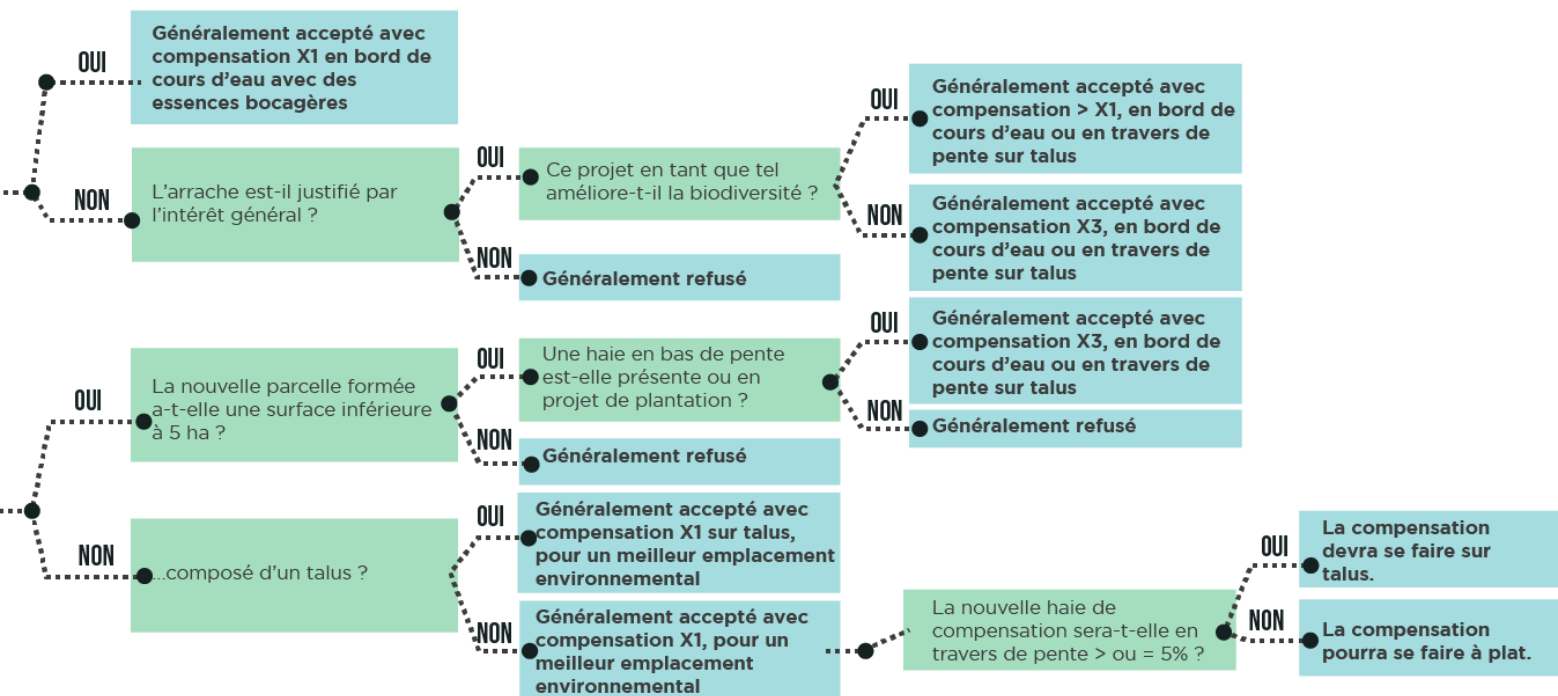 OUI
Généralement accepté avec
compensation X1 en bord de
cours d'eau avec des
essences bocagères
NON
L'arrache est-il justifié par
l'intérêt général ?
OUI
Ce projet en tant que tel
améliore-t-il la biodiversité ?
OUI
Généralement accepté avec
compensation > X1, en bord de
cours d'eau ou en travers de
pente sur talus
NON
Généralement accepté avec
compensation X3, en bord de
cours d'eau ou en travers de
pente sur talus
NON
Généralement refusé
OUI
La nouvelle parcelle formée
a-t-elle une surface inférieure
à 5 ha ?
OUI
Une haie en bas de pente
est-elle présente ou en
projet de plantation ?
OUI
Généralement accepté avec
compensation X3, en bord de
cours d'eau ou en travers de
pente sur talus
NON
Généralement refusé
NON
Généralement refusé
NON
...composé d'un talus ?
OUI
Généralement accepté avec
compensation X1 sur talus,
pour un meilleur emplacement
environnemental
NON
Généralement accepté avec
compensation X1, pour un
meilleur emplacement
environnemental
La nouvelle haie de
compensation sera-t-elle en
travers de pente > ou = 5% ?
OUI
La compensation
devra se faire sur
talus.
NON
La compensation
pourra se faire à plat.